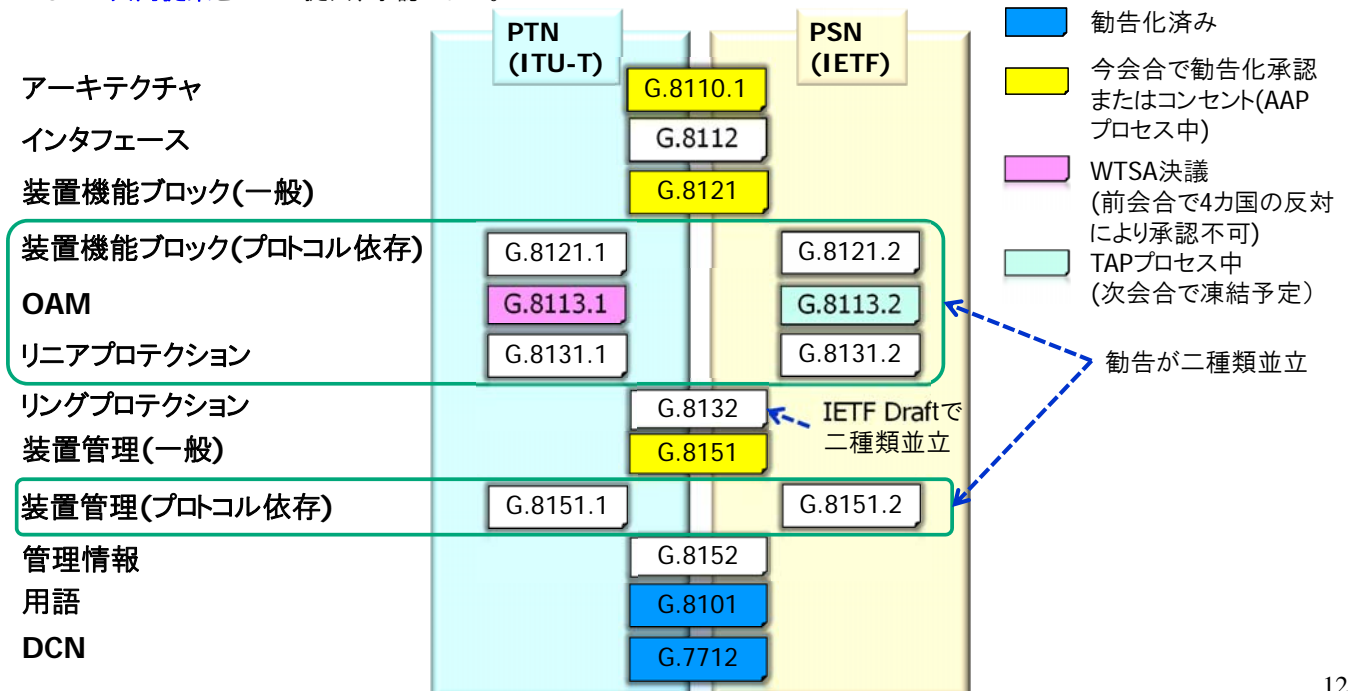 PTN
(ITU-T)
PSN
(IETF)
勧告化済み
今会合で勧告化承認
またはコンセント(AAP
プロセス中)
WTSA決議
(前会合で4カ国の反対
により承認不可)
TAPプロセス中
(次会合で凍結予定）
アーキテクチャ
G.8110.1
インタフェース
G.8112
装置機能ブロック(一般)
G.8121
装置機能ブロック(プロトコル依存)
G.8121.1
G.8121.2
OAM
G.8113.1
G.8113.2
リニアプロテクション
G.8131.1
G.8131.2
勧告が二種類並立
リングプロテクション
G.8132
IETF Draftで
二種類並立
装置管理(一般)
G.8151
装置管理(プロトコル依存)
G.8151.1
G.8151.2
管理情報
G.8152
用語
G.8101
DCN
G.7712
12